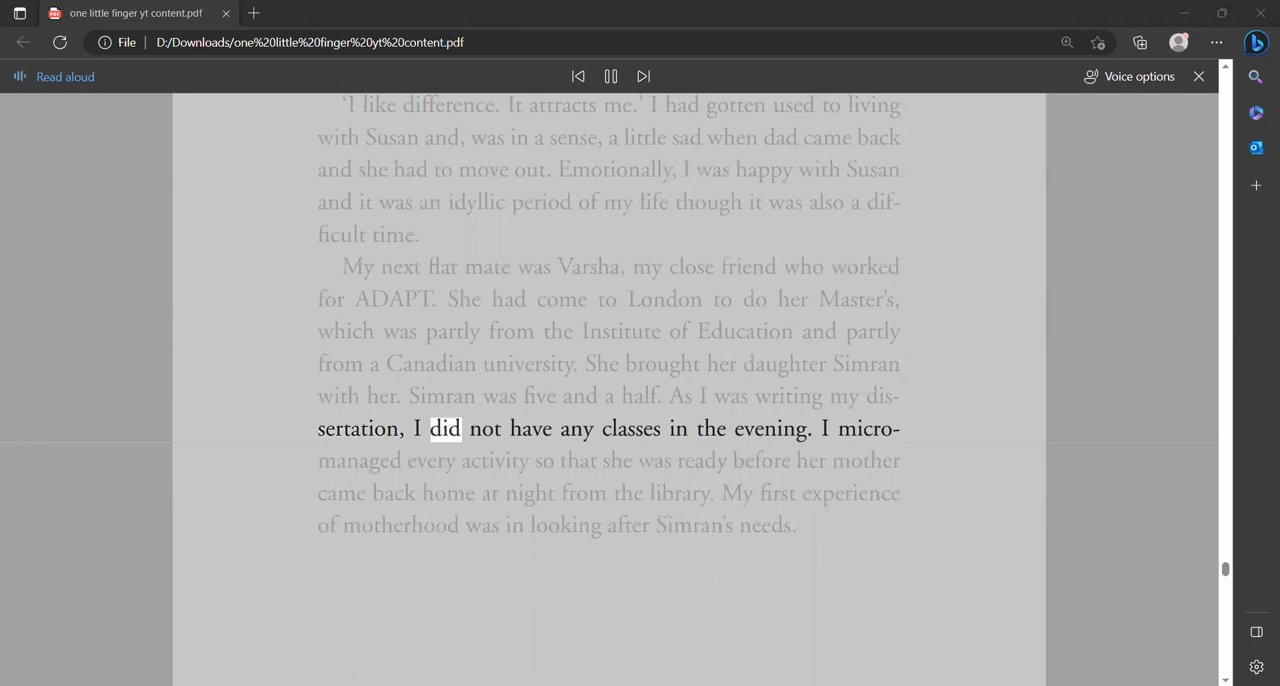 one little finger yt content.pdf
File
D:/Downloads/one%20little%20finger%20yt%20content.pdf
Read aloud
Voice options
‘I like difference. It attracts me.’ I had gotten used to living
with Susan and, was in a sense, a little sad when dad came back
and she had to move out. Emotionally, I was happy with Susan
and it was an idyllic period of my life though it was also a dif-
ficult time.
My next flat mate was Varsha, my close friend who worked
for ADAPT. She had come to London to do her Master’s,
which was partly from the Institute of Education and partly
from a Canadian university. She brought her daughter Simran
with her. Simran was five and a half. As I was writing my dis-
sertation, I did not have any classes in the evening. I micro-
managed every activity so that she was ready before her mother
came back home at night from the library. My first experience
of motherhood was in looking after Simran’s needs.